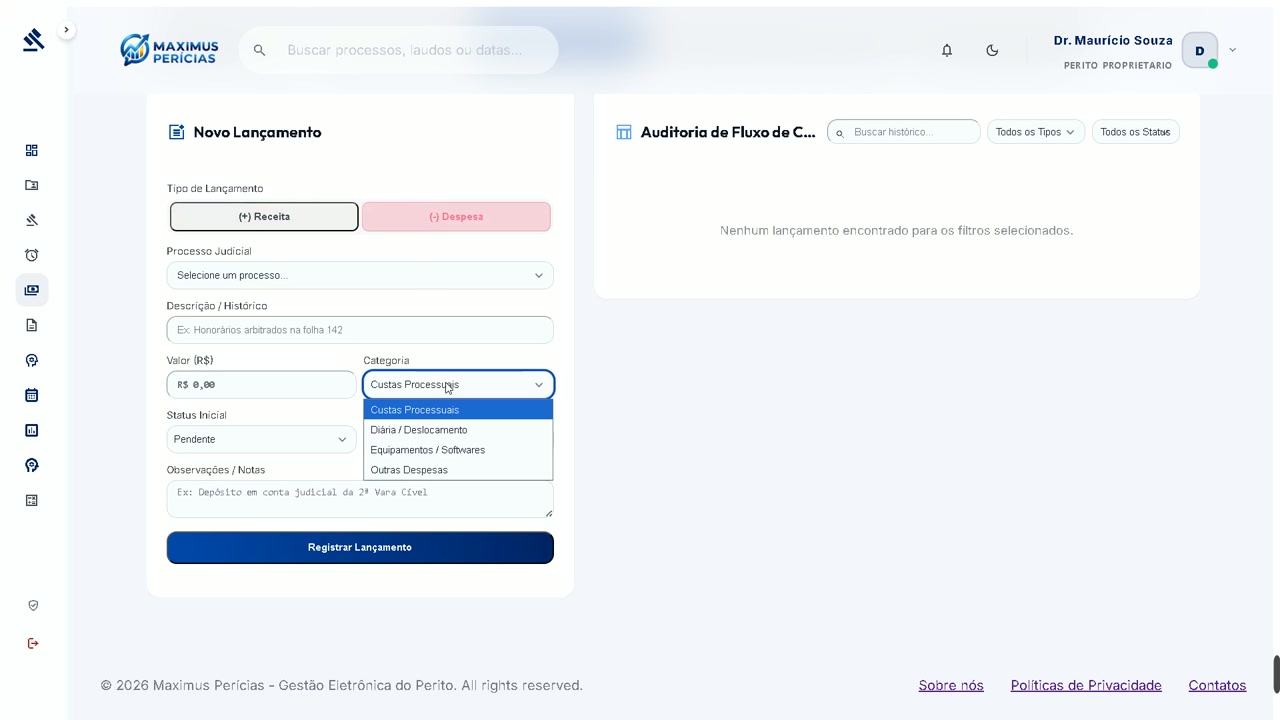 MAXIMUS
PERÍCIAS
Buscar processos, laudos ou datas...
Dr. Maurício Souza
PERITO PROPRIETARIO
D
Novo Lançamento
Tipo de Lançamento
(+) Receita
(-) Despesa
Processo Judicial
Selecione um processo...
Descrição / Histórico
Ex: Honorários arbitrados na folha 142
Valor (R$)
Categoria
R$ 0,00
Custas Processuais
Custas Processuais
Diária / Deslocamento
Equipamentos / Softwares
Outras Despesas
Status Inicial
Pendente
Observações / Notas
Ex: Depósito em conta judicial da 2ª Vara Cível
Registrar Lançamento
Auditoria de Fluxo de C...
Buscar histórico...
Todos os Tipos
Todos os Status
Nenhum lançamento encontrado para os filtros selecionados.
© 2026 Maximus Perícias - Gestão Eletrônica do Perito. All rights reserved.
Sobre nós
Políticas de Privacidade
Contatos